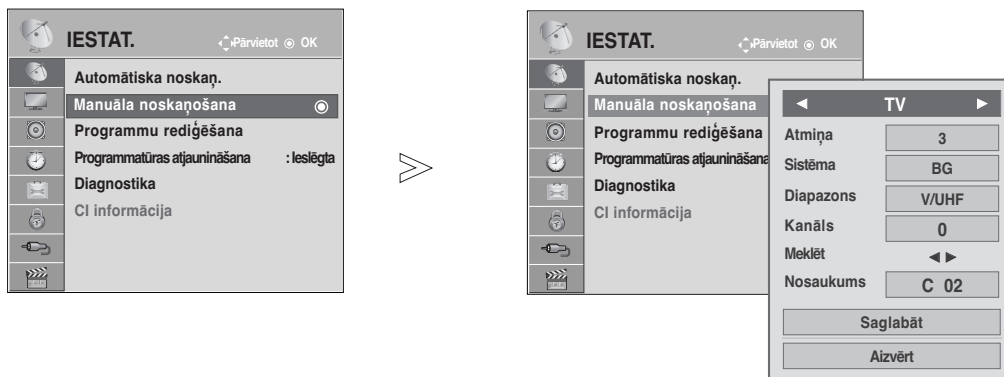 IESTAT.
Pārvietot OK
Automātiska noskaņ.
Manuāla noskaņošana
Programmu rediģēšana
Programmatūras atjaunināšana : Ieslēgta
Diagnostika
CI informācija
IESTAT.
Pārvietot OK
Automātiska noskaņ.
Manuāla noskaņošana
Programmu rediģēšana
Programmatūras atjaunināšana
Diagnostika
CI informācija
◄ TV ►
Atmiņa 3
Sistēma BG
Diapazons V/UHF
Kanāls 0
Meklēt ◄ ►
Nosaukums C 02
Saglabāt
Aizvērt